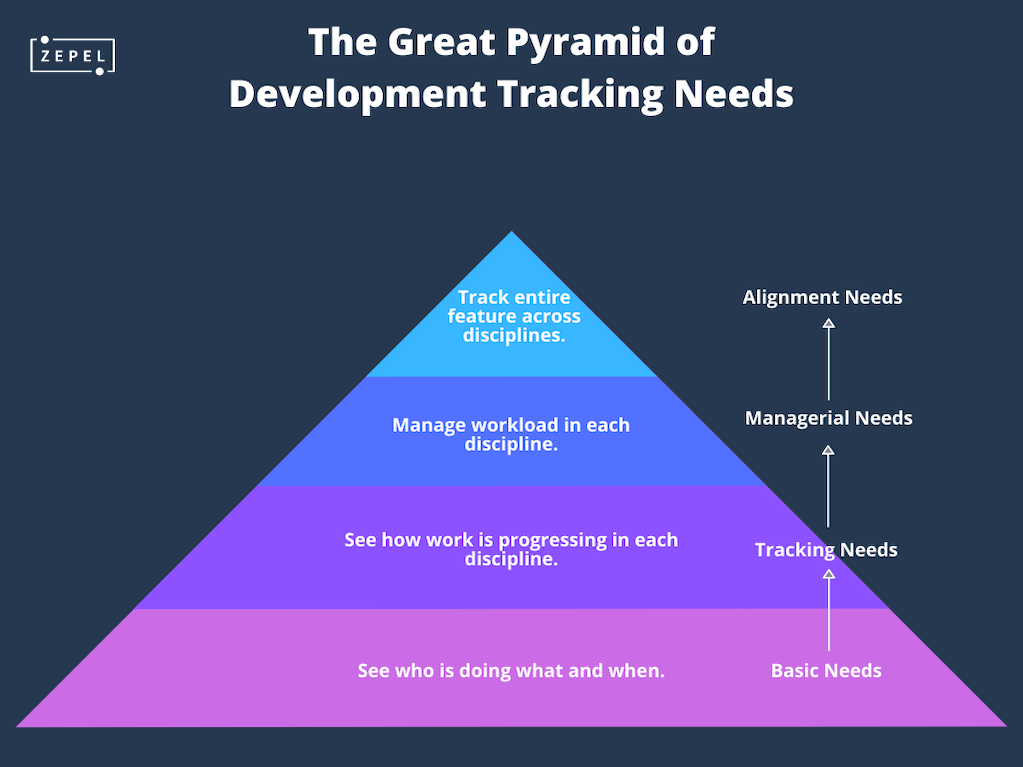 ZEPEL
The Great Pyramid of
Development Tracking Needs
Track entire
feature across
disciplines.
Alignment Needs
Manage workload in each
discipline.
Managerial Needs
See how work is progressing in each
discipline.
Tracking Needs
See who is doing what and when.
Basic Needs